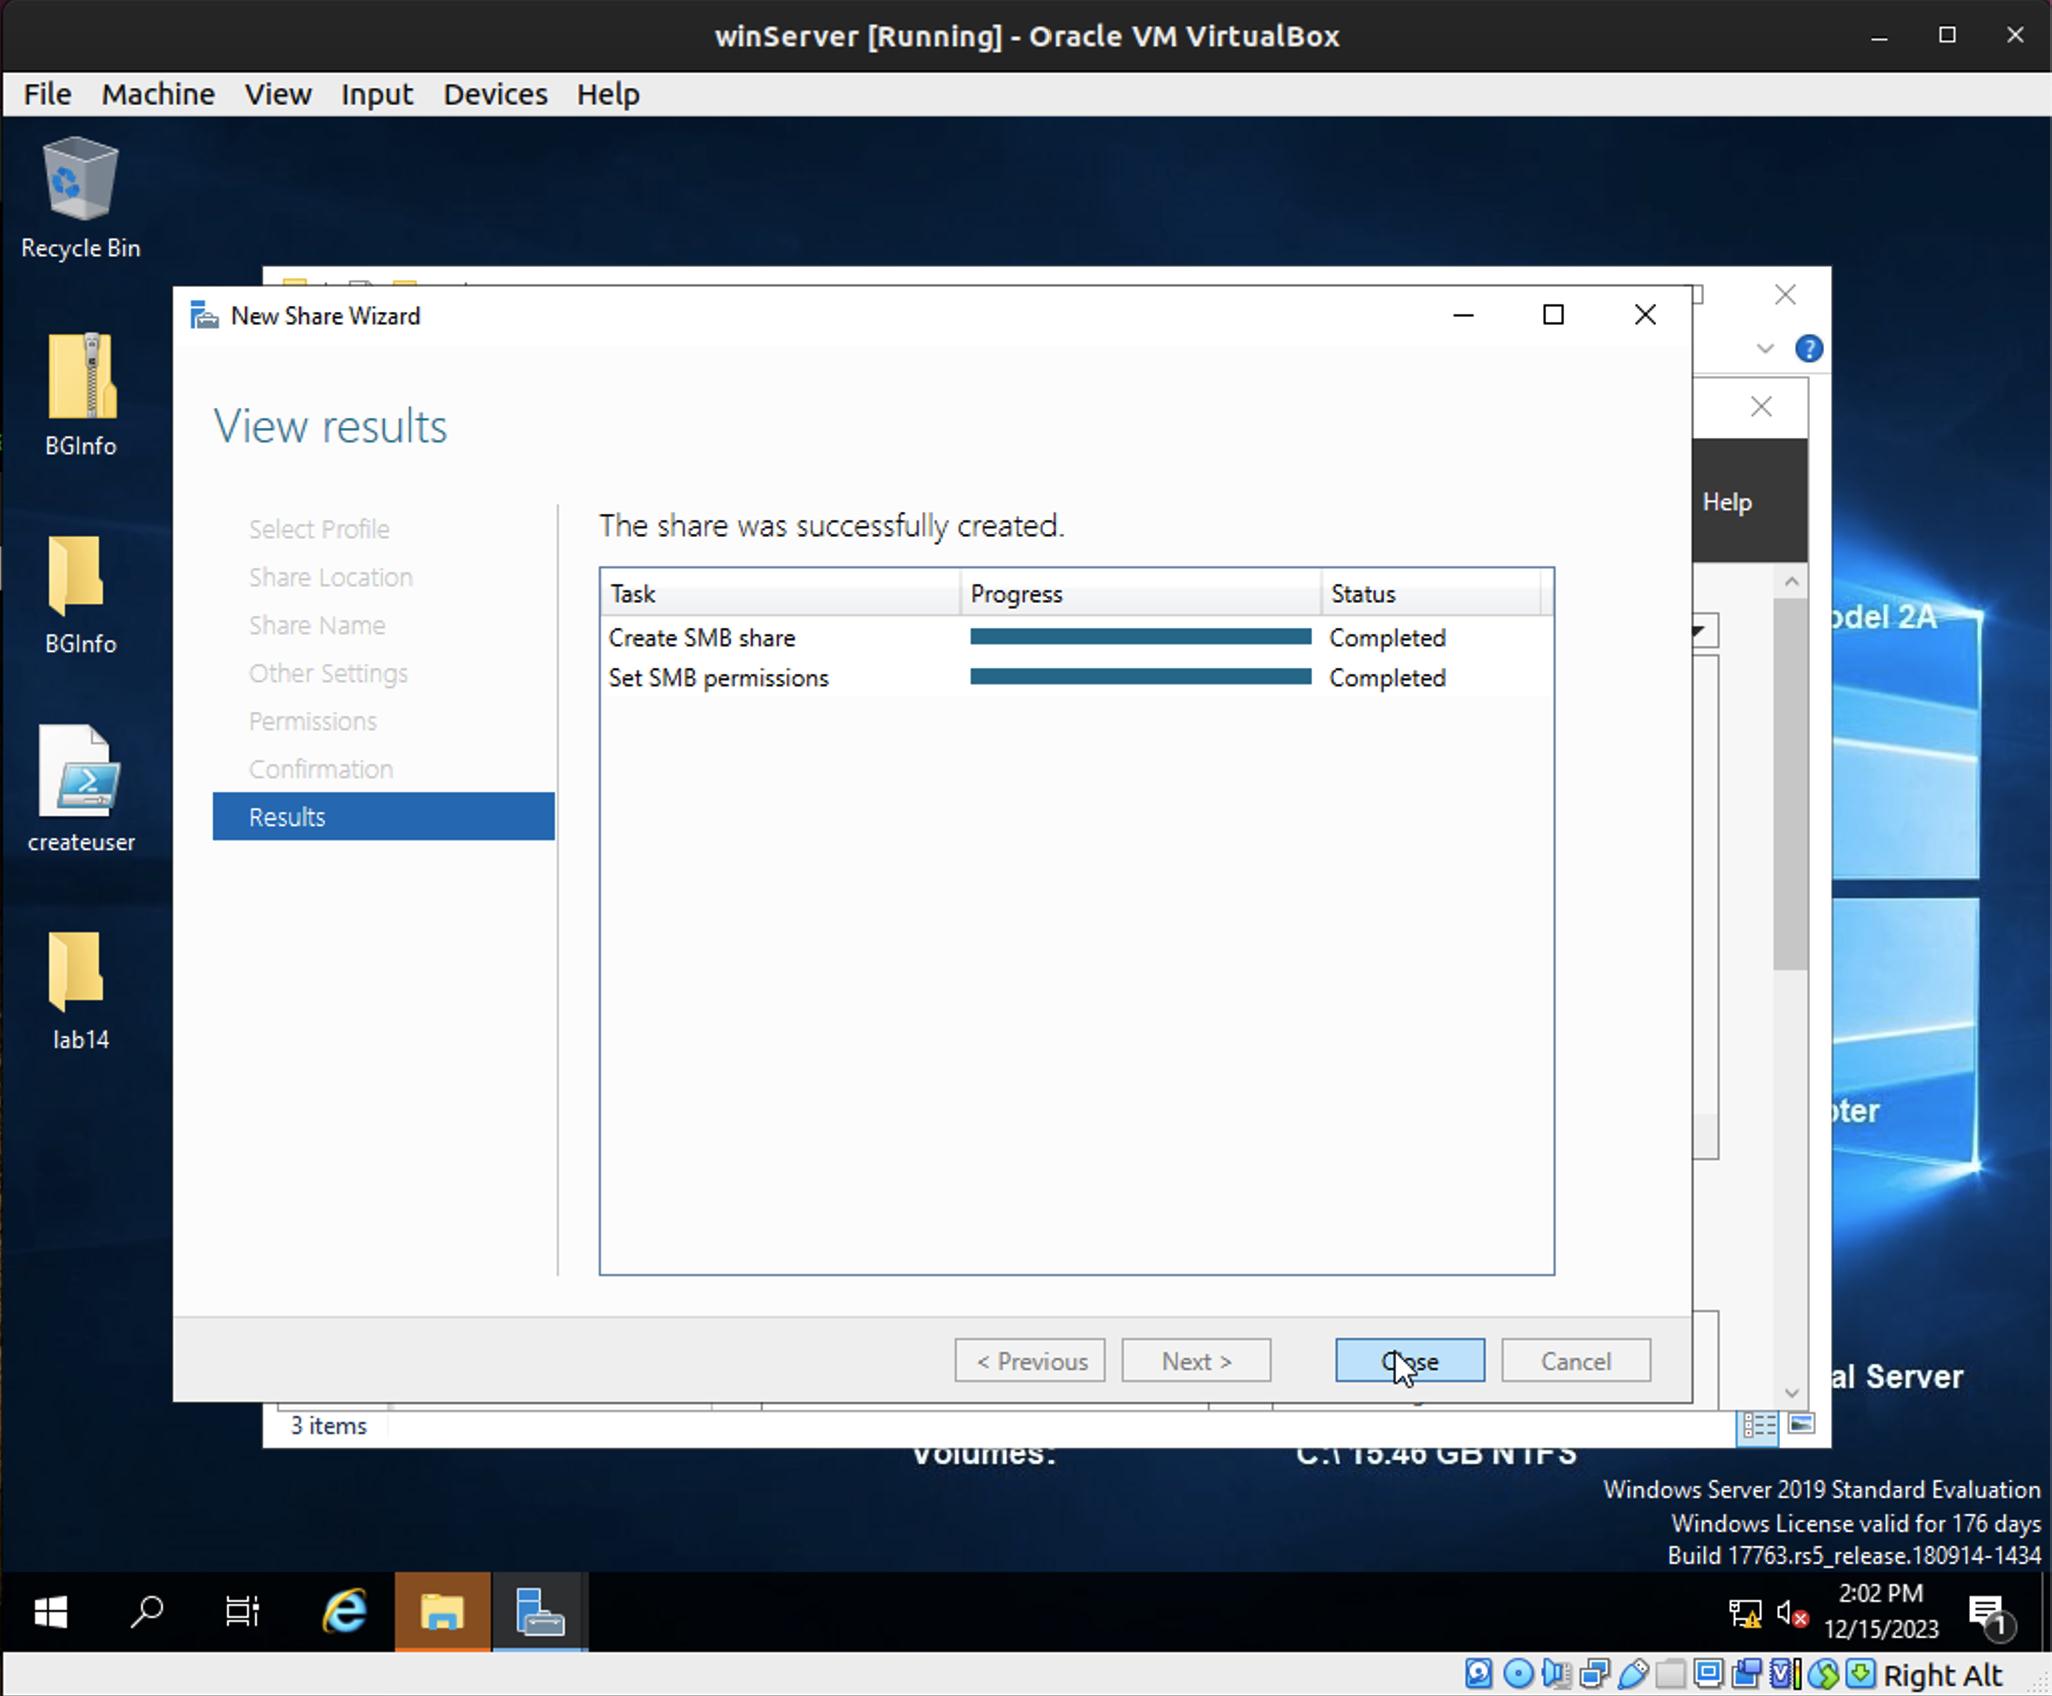 winServer [Running] - Oracle VM VirtualBox
File Machine View Input Devices Help
Recycle Bin
BGInfo
BGInfo
createuser
lab14
New Share Wizard
View results
Select Profile
Share Location
Share Name
Other Settings
Permissions
Confirmation
Results
The share was successfully created.
Task Progress Status
Create SMB share Completed
Set SMB permissions Completed
< Previous Next > Close Cancel
Help
2A
al Server
3 items
Volumes: C:\ 15.46 GB NTFS
Windows Server 2019 Standard Evaluation
Windows License valid for 176 days
Build 17763.rs5_release.180914-1434
2:02 PM
12/15/2023
1
Right Alt